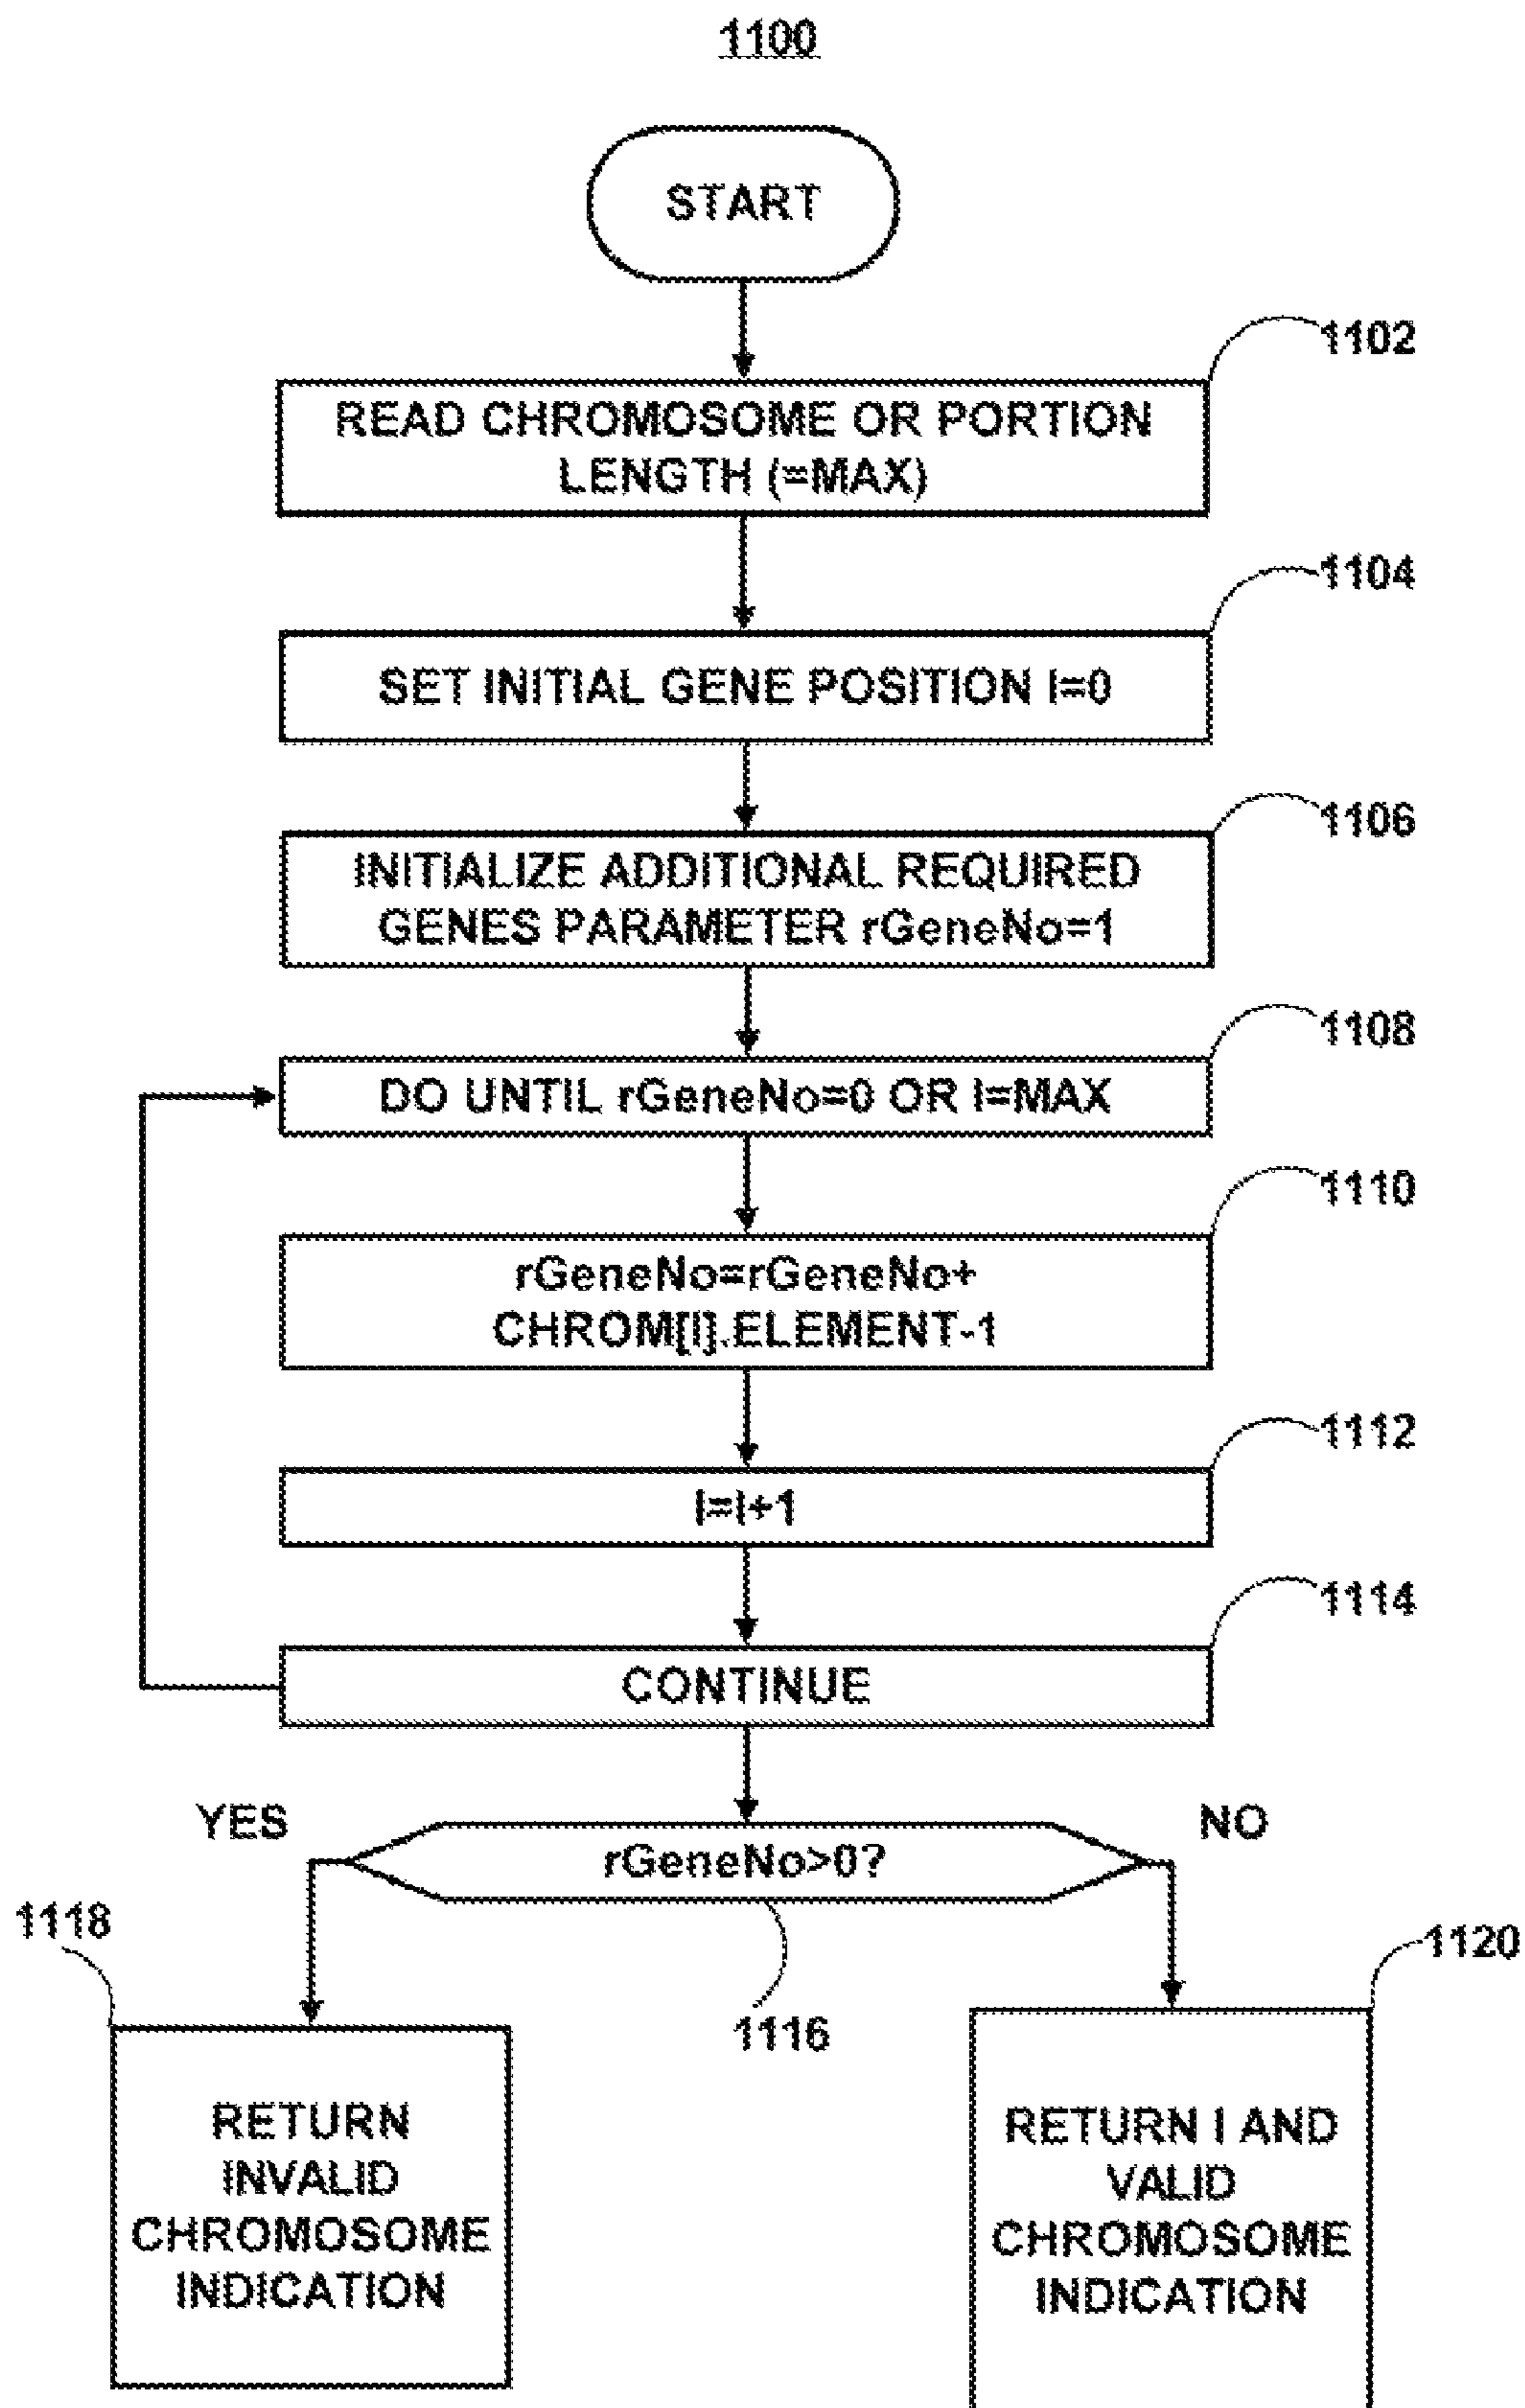 1100
START
1102
READ CHROMOSOME OR PORTION
LENGTH (=MAX)
1104
SET INITIAL GENE POSITION I=0
1106
INITIALIZE ADDITIONAL REQUIRED
GENES PARAMETER rGeneNo=1
1108
DO UNTIL rGeneNo=0 OR I=MAX
1110
rGeneNo=rGeneNo+
CHROM[I].ELEMENT-1
1112
I=I+1
1114
CONTINUE
YES
NO
rGeneNo>0?
1118
1120
1116
RETURN
INVALID
CHROMOSOME
INDICATION
RETURN I AND
VALID
CHROMOSOME
INDICATION